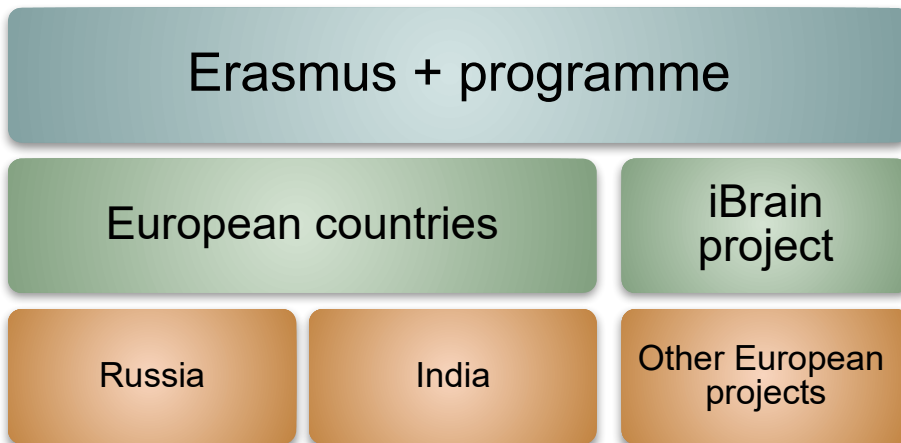 Erasmus + programme
European countries
iBrain
project
Russia
India
Other European
projects